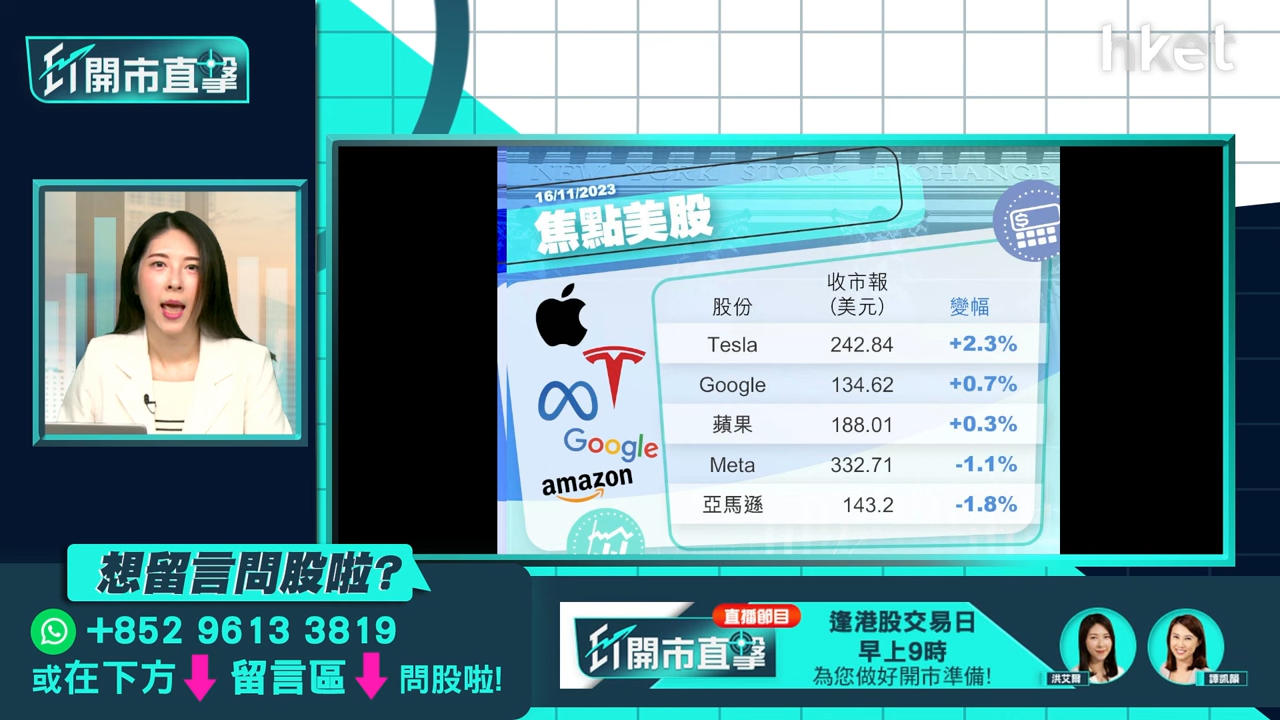 ET開市直擊
hket
NEW YORK STOCK EXCHANGE
16/11/2023
焦點美股
$
股份
收市報
(美元)
變幅
Tesla 242.84 +2.3%
Google 134.62 +0.7%
蘋果 188.01 +0.3%
Meta 332.71 -1.1%
亞馬遜 143.2 -1.8%
Google
amazon
想留言問股啦?
+852 9613 3819
或在下方 留言區 問股啦!
直播節目
ET開市直擊
逢港股交易日
早上9時
為您做好開市準備!
洪艾爾
譚凱韻